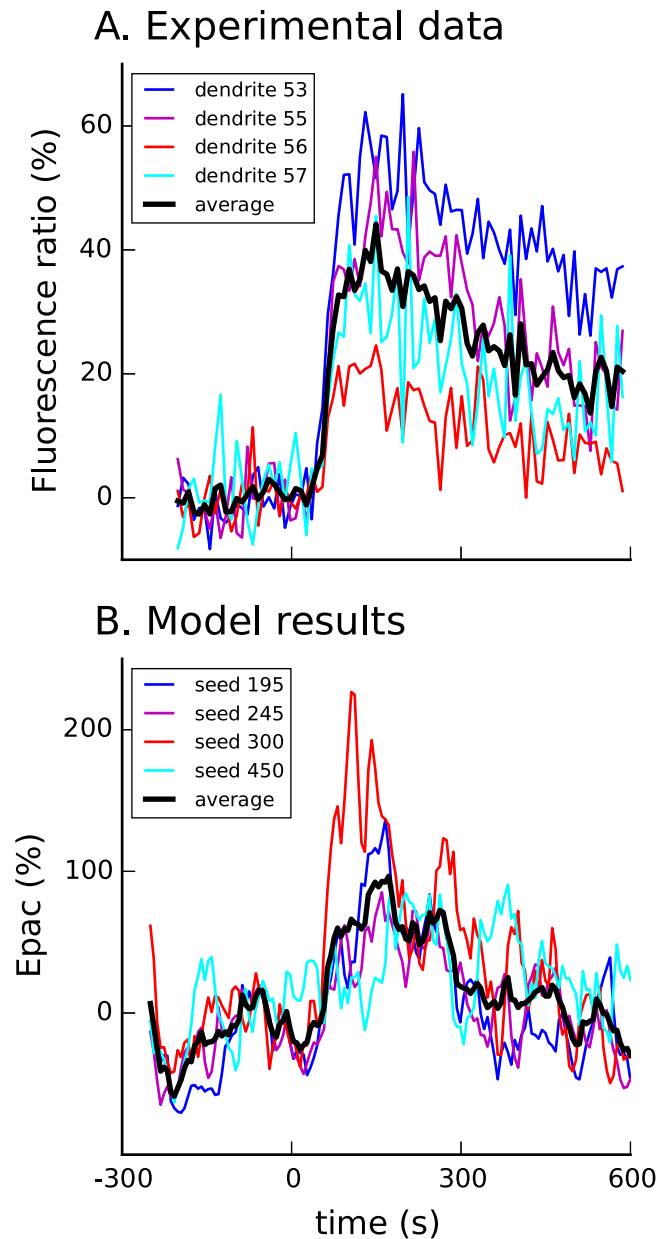 A. Experimental data
dendrite 53
dendrite 55
dendrite 56
dendrite 57
average
60
40
20
0
Fluorescence ratio (%)
B. Model results
seed 195
seed 245
seed 300
seed 450
average
200
100
0
Epac (%)
-300 0 300 600
time (s)